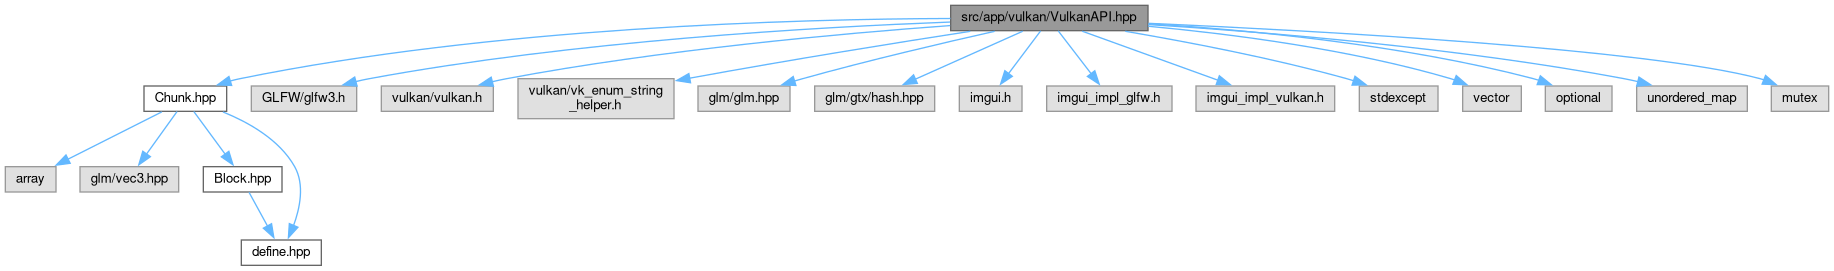 src/app/vulkan/VulkanAPI.hpp
Chunk.hpp
GLFW/glfw3.h
vulkan/vulkan.h
vulkan/vk_enum_string
_helper.h
glm/glm.hpp
glm/gtx/hash.hpp
imgui.h
imgui_impl_glfw.h
imgui_impl_vulkan.h
stdexcept
vector
optional
unordered_map
mutex
array
glm/vec3.hpp
Block.hpp
define.hpp